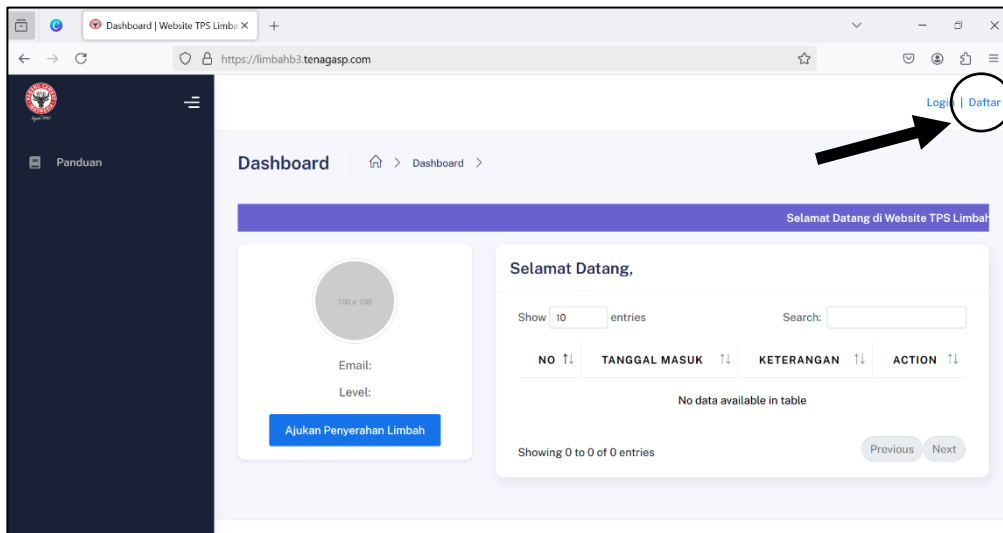 Dashboard | Website TPS Limba
https://limbahb3.tenagasp.com
Login | Daftar
Panduan
Dashboard
Dashboard
Selamat Datang di Website TPS Limbah
100 x 100
Email:
Level:
Ajukan Penyerahan Limbah
Selamat Datang,
Show 10 entries
Search:
NO TANGGAL MASUK KETERANGAN ACTION
No data available in table
Showing 0 to 0 of 0 entries
Previous Next